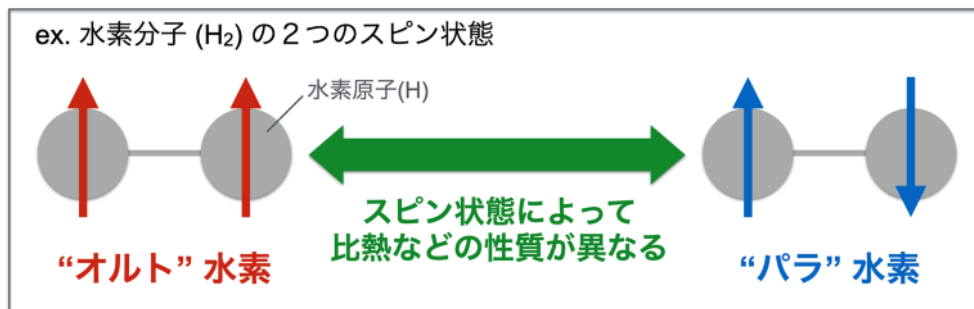 ex. 水素分子 (H₂) の２つのスピン状態
水素原子(H)
スピン状態によって
比熱などの性質が異なる
“オルト” 水素
“パラ” 水素